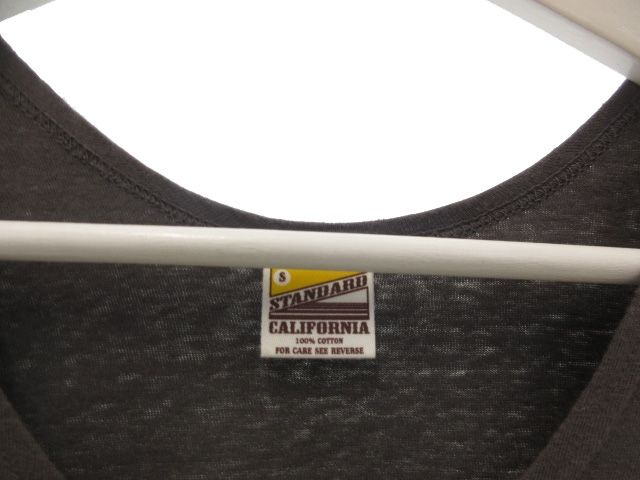 S
STANDARD
CALIFORNIA
100% COTTON
FOR CARE SEE REVERSE